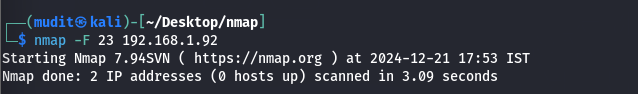 ┌──(mudit㉿kali)-[~/Desktop/nmap]
└─$ nmap -F 23 192.168.1.92
Starting Nmap 7.94SVN ( https://nmap.org ) at 2024-12-21 17:53 IST
Nmap done: 2 IP addresses (0 hosts up) scanned in 3.09 seconds